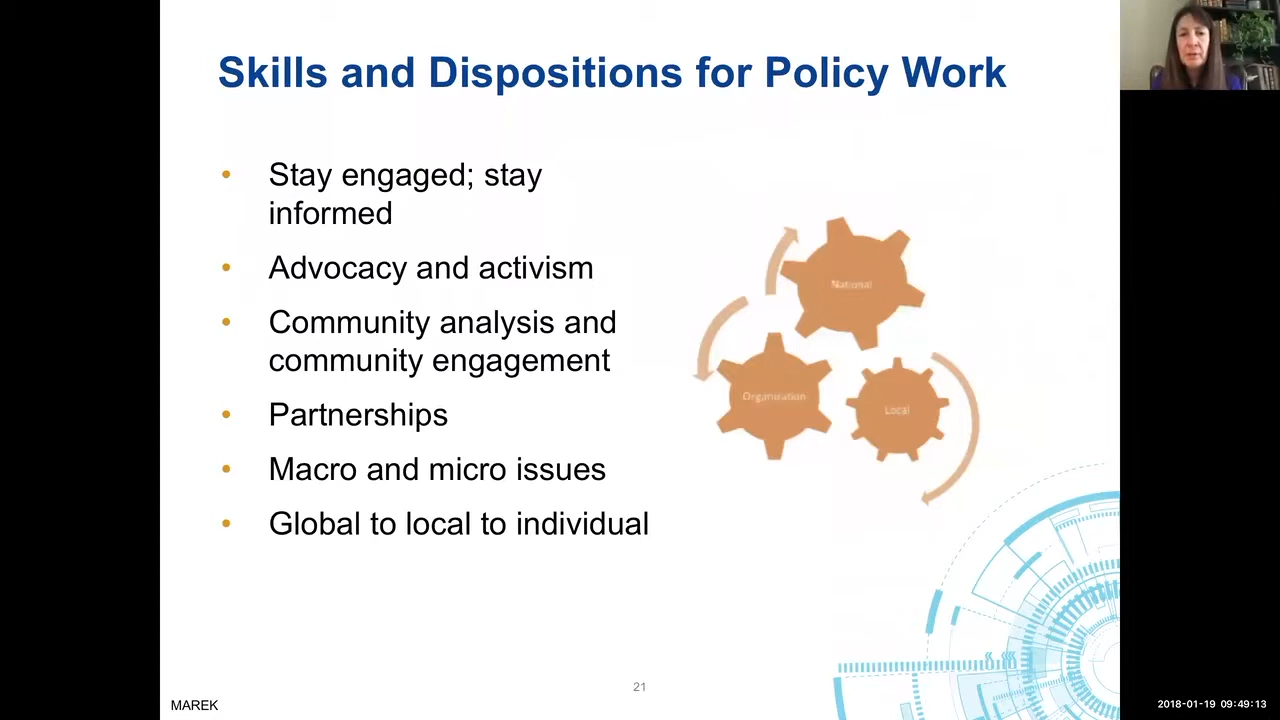 Skills and Dispositions for Policy Work
• Stay engaged; stay
informed
• Advocacy and activism
• Community analysis and
community engagement
• Partnerships
• Macro and micro issues
• Global to local to individual
National
Organization
Local
21
MAREK
2018-01-19 09:49:13